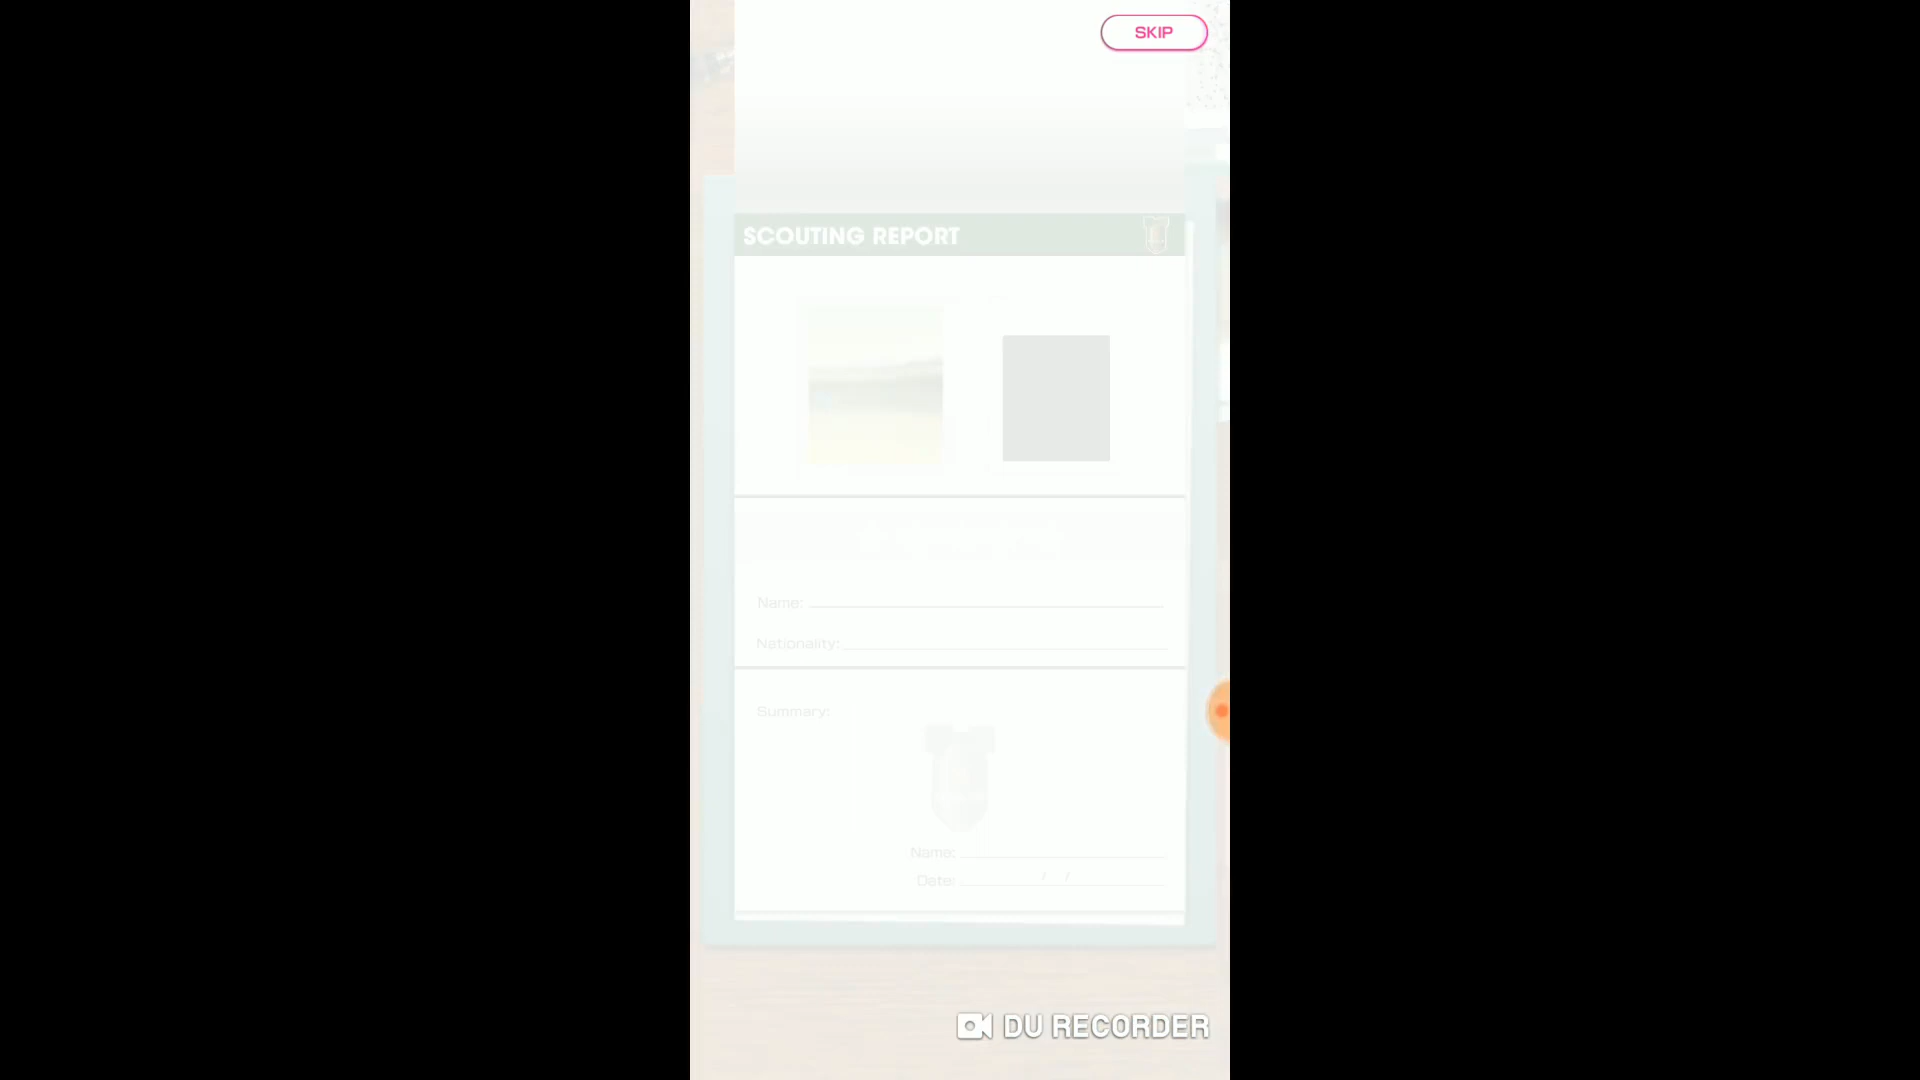 SKIP
SCOUTING REPORT
Name:
Nationality:
Summary:
Name:
Date: / /
DU RECORDER